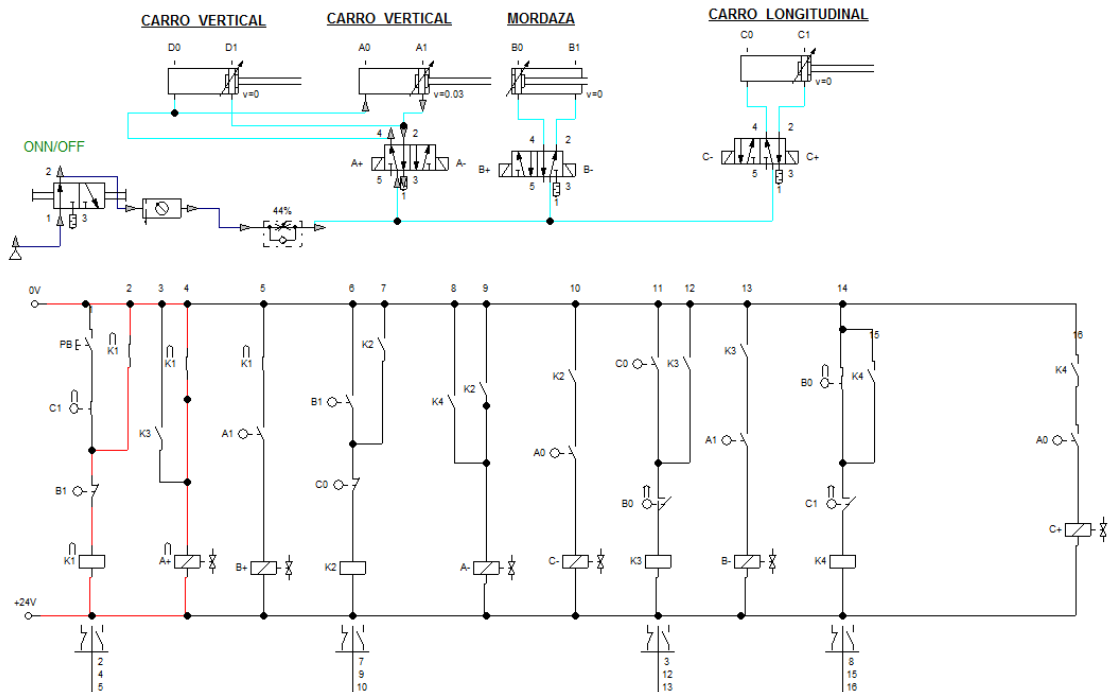 CARRO VERTICAL
CARRO VERTICAL
MORDAZA
CARRO LONGITUDINAL
D0 D1
A0 A1
B0 B1
C0 C1
v=0
v=0.03
v=0
v=0
4 2
A+ A-
5 3
1
4 2
B+ B-
5 3
1
4 2
C- C+
5 3
1
ONN/OFF
2
1 3
44%
0V
1 2 3 4 5 6 7 8 9 10 11 12 13 14 15 16
PB
K1
K1
K1
K2
C0
K3
K3
B0
K4
K4
C1
K3
A1
B1
K4
K2
K2
A0
A1
A0
B1
C0
B0
C1
C+
K1
A+
B+
K2
A-
C-
K3
B-
K4
+24V
2
4
5
7
9
10
3
12
13
8
15
16